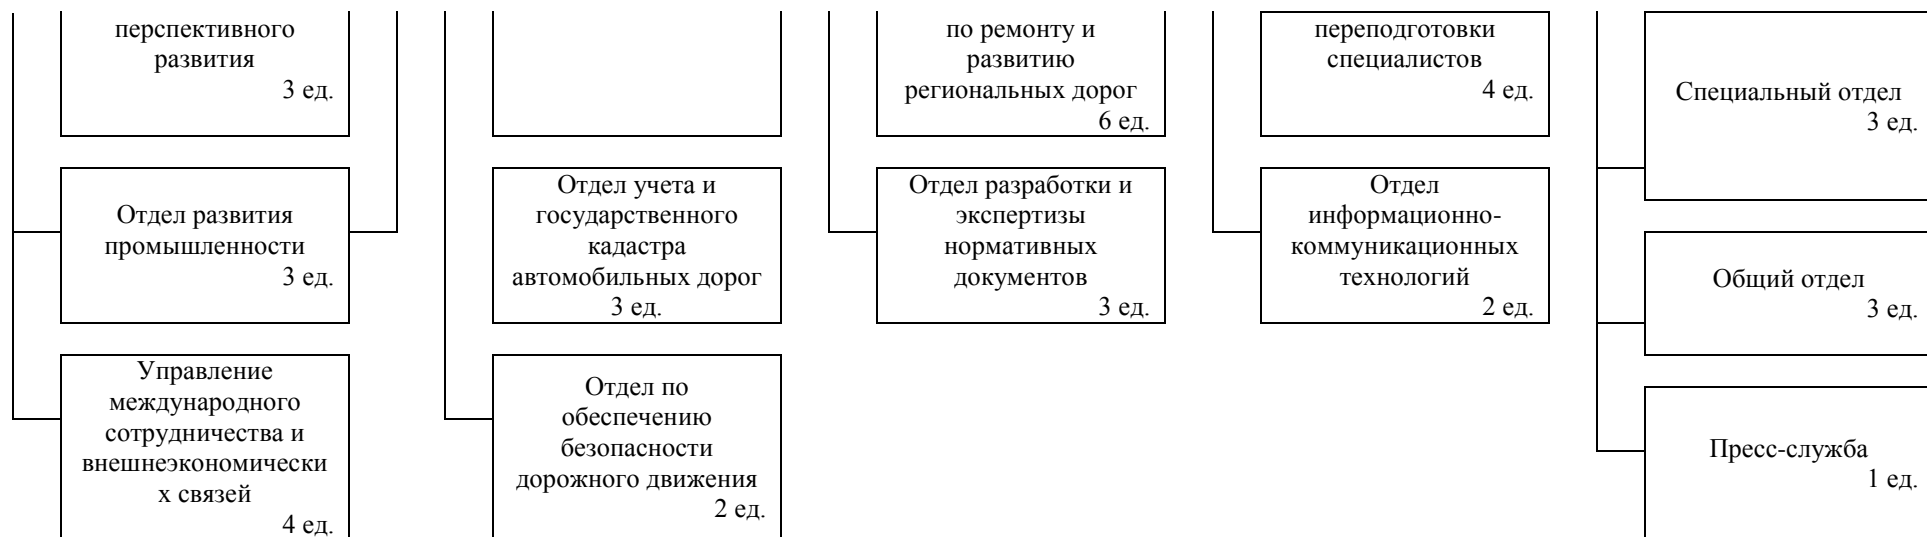 перспективного
развития
3 ед.
по ремонту и
развитию
региональных дорог
6 ед.
переподготовки
специалистов
4 ед.
Специальный отдел
3 ед.
Отдел развития
промышленности
3 ед.
Отдел учета и
государственного
кадастра
автомобильных дорог
3 ед.
Отдел разработки и
экспертизы
нормативных
документов
3 ед.
Отдел
информационно-
коммуникационных
технологий
2 ед.
Общий отдел
3 ед.
Управление
международного
сотрудничества и
внешнеэкономически
х связей
4 ед.
Отдел по
обеспечению
безопасности
дорожного движения
2 ед.
Пресс-служба
1 ед.